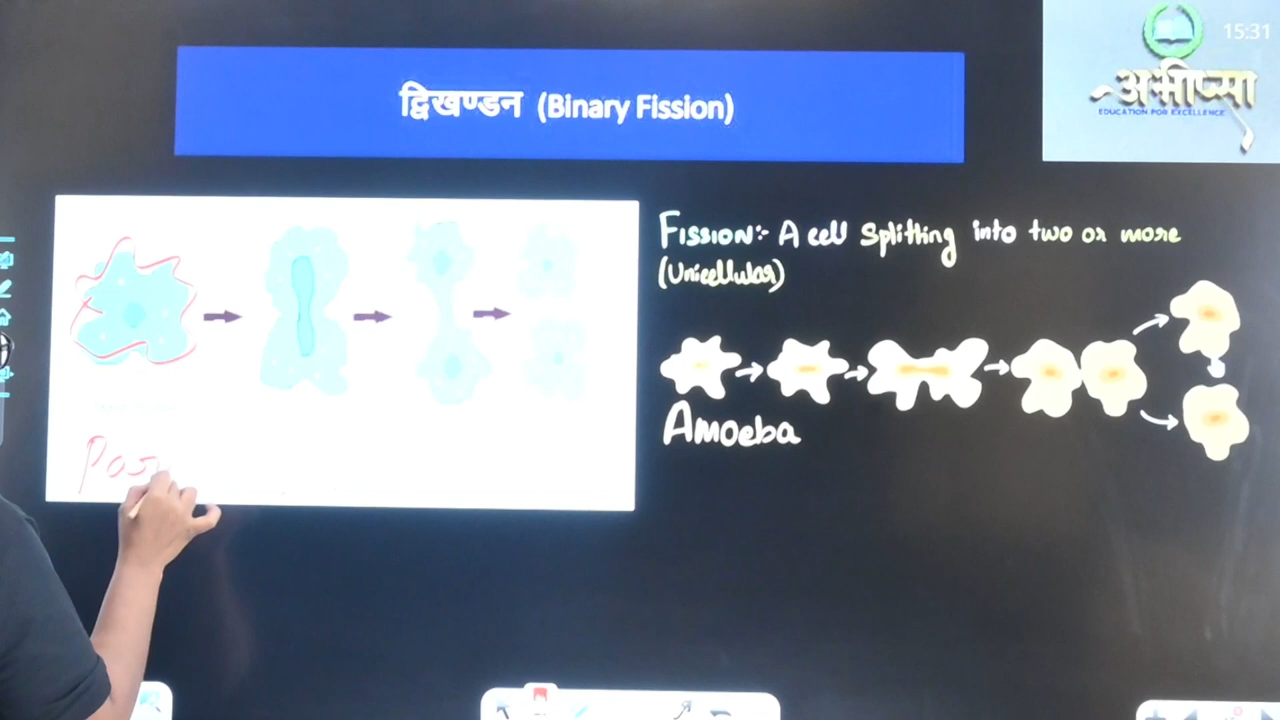 15:31
अभीप्सा
EDUCATION FOR EXCELLENCE
द्विखण्डन (Binary Fission)
FISSION:- A cell Splitting into two or more
(Unicellular)
Amoeba
Pas